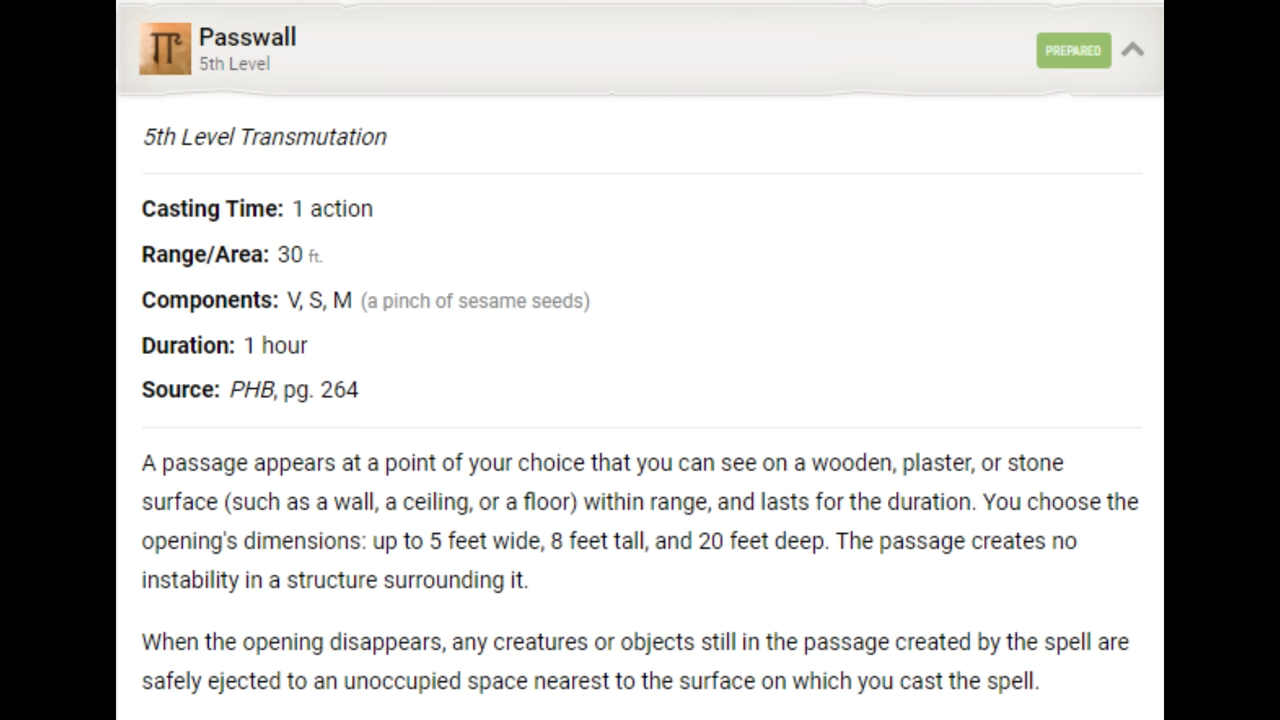 Passwall
5th Level
PREPARED
5th Level Transmutation
Casting Time: 1 action
Range/Area: 30 ft.
Components: V, S, M (a pinch of sesame seeds)
Duration: 1 hour
Source: PHB, pg. 264
A passage appears at a point of your choice that you can see on a wooden, plaster, or stone
surface (such as a wall, a ceiling, or a floor) within range, and lasts for the duration. You choose the
opening's dimensions: up to 5 feet wide, 8 feet tall, and 20 feet deep. The passage creates no
instability in a structure surrounding it.
When the opening disappears, any creatures or objects still in the passage created by the spell are
safely ejected to an unoccupied space nearest to the surface on which you cast the spell.